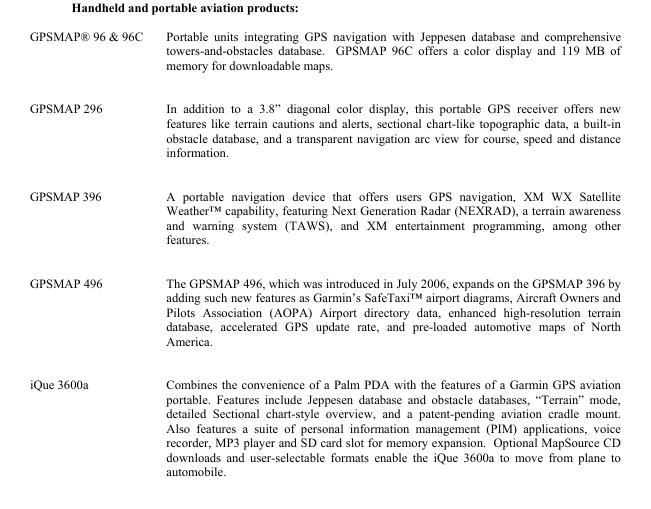 Handheld and portable aviation products:
GPSMAP® 96 & 96C
Portable units integrating GPS navigation with Jeppesen database and comprehensive
towers-and-obstacles database. GPSMAP 96C offers a color display and 119 MB of
memory for downloadable maps.
GPSMAP 296
In addition to a 3.8” diagonal color display, this portable GPS receiver offers new
features like terrain cautions and alerts, sectional chart-like topographic data, a built-in
obstacle database, and a transparent navigation arc view for course, speed and distance
information.
GPSMAP 396
A portable navigation device that offers users GPS navigation, XM WX Satellite
Weather™ capability, featuring Next Generation Radar (NEXRAD), a terrain awareness
and warning system (TAWS), and XM entertainment programming, among other
features.
GPSMAP 496
The GPSMAP 496, which was introduced in July 2006, expands on the GPSMAP 396 by
adding such new features as Garmin’s SafeTaxi™ airport diagrams, Aircraft Owners and
Pilots Association (AOPA) Airport directory data, enhanced high-resolution terrain
database, accelerated GPS update rate, and pre-loaded automotive maps of North
America.
iQue 3600a
Combines the convenience of a Palm PDA with the features of a Garmin GPS aviation
portable. Features include Jeppesen database and obstacle databases, “Terrain” mode,
detailed Sectional chart-style overview, and a patent-pending aviation cradle mount.
Also features a suite of personal information management (PIM) applications, voice
recorder, MP3 player and SD card slot for memory expansion. Optional MapSource CD
downloads and user-selectable formats enable the iQue 3600a to move from plane to
automobile.